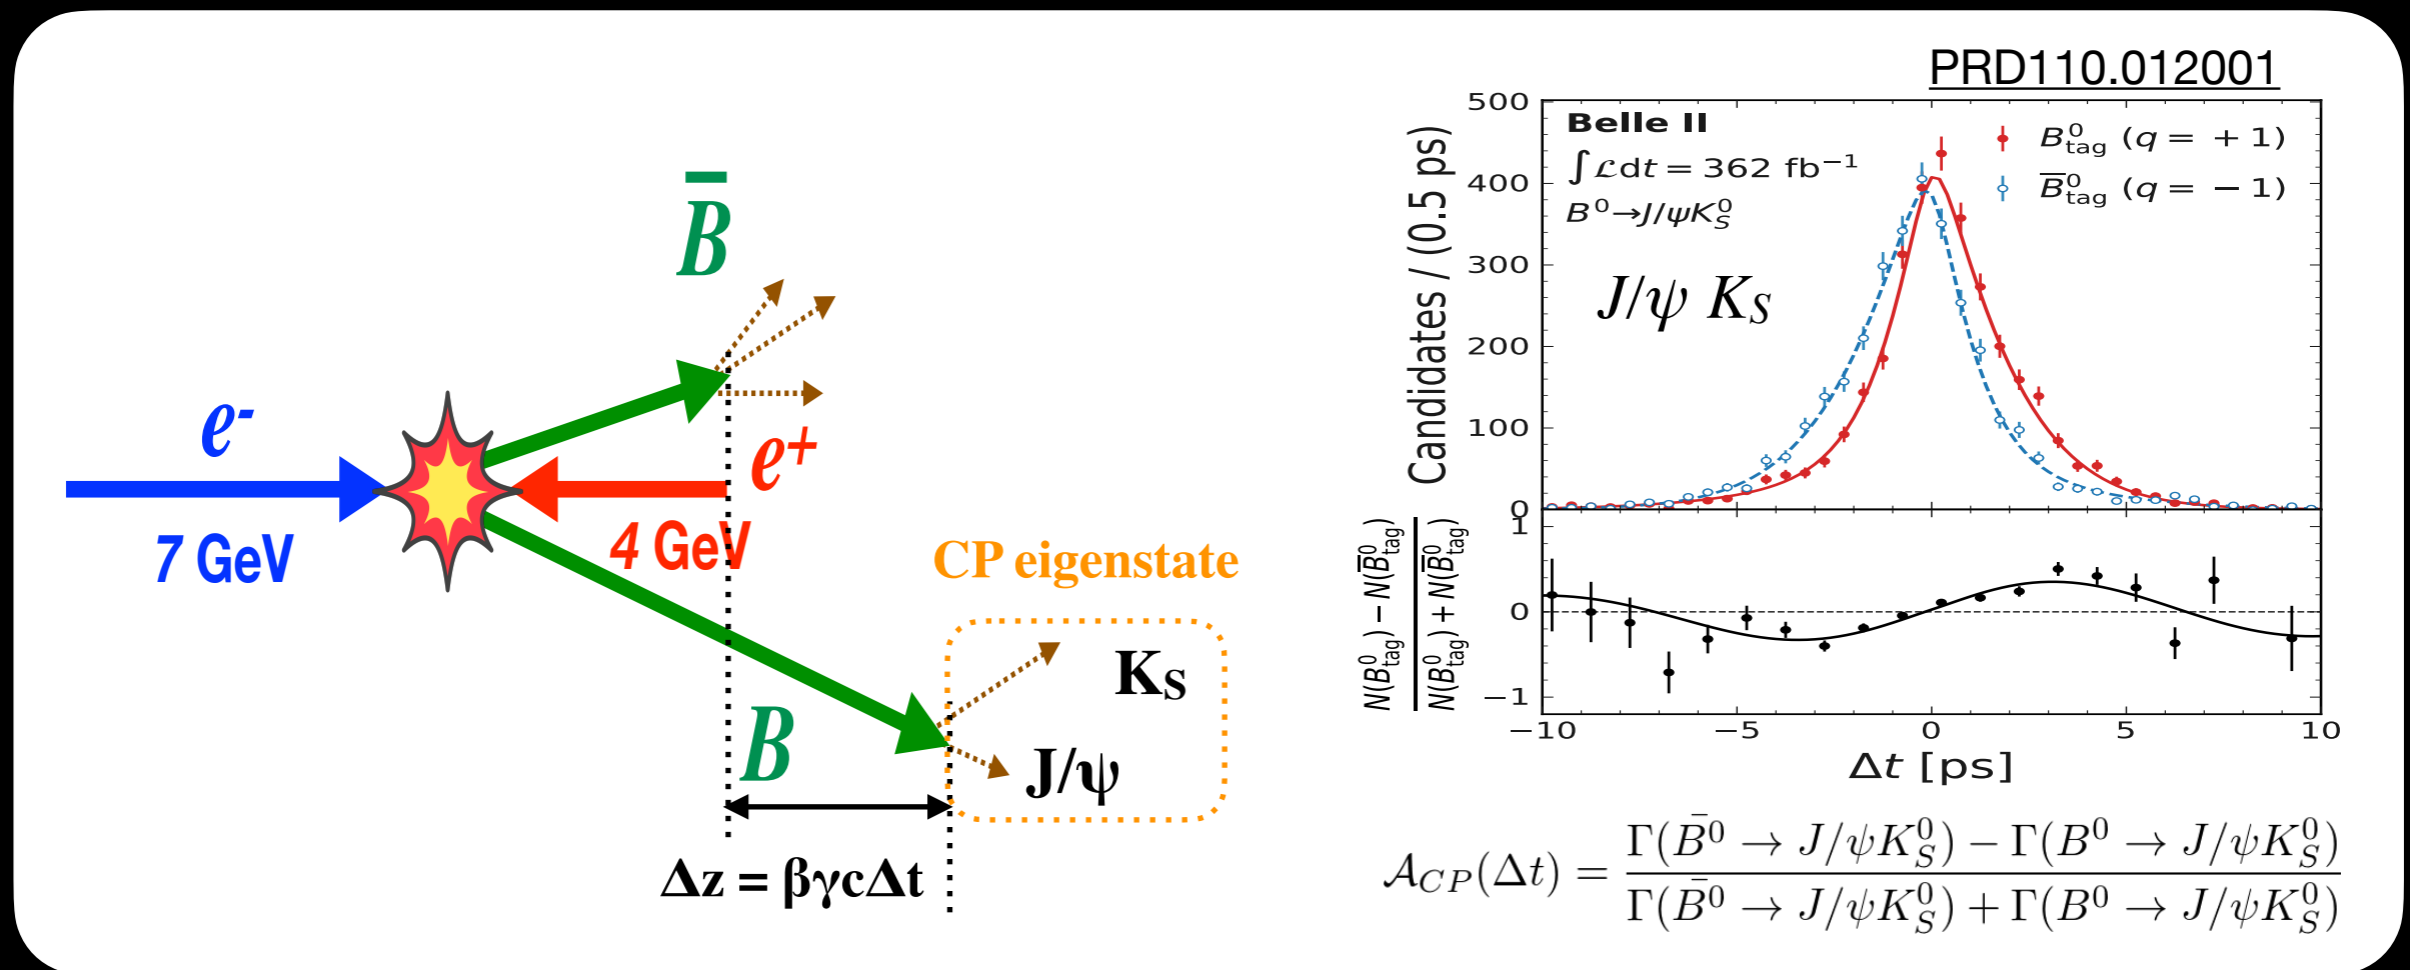 B̄
e-
e+
7 GeV
4 GeV
CP eigenstate
KS
B
J/ψ
Δz = βγcΔt
PRD110.012001
Candidates / (0.5 ps)
500
400
300
200
100
0
Belle II
∫ℒdt = 362 fb⁻¹
B⁰→J/ψK⁰_S
J/ψ KS
B⁰_tag (q = +1)
B̄⁰_tag (q = −1)
N(B⁰_tag) − N(B̄⁰_tag)
N(B⁰_tag) + N(B̄⁰_tag)
1
0
−1
−10 −5 0 5 10
Δt [ps]
𝒜_CP(Δt) = Γ(B̄⁰ → J/ψK⁰_S) − Γ(B⁰ → J/ψK⁰_S)
Γ(B̄⁰ → J/ψK⁰_S) + Γ(B⁰ → J/ψK⁰_S)